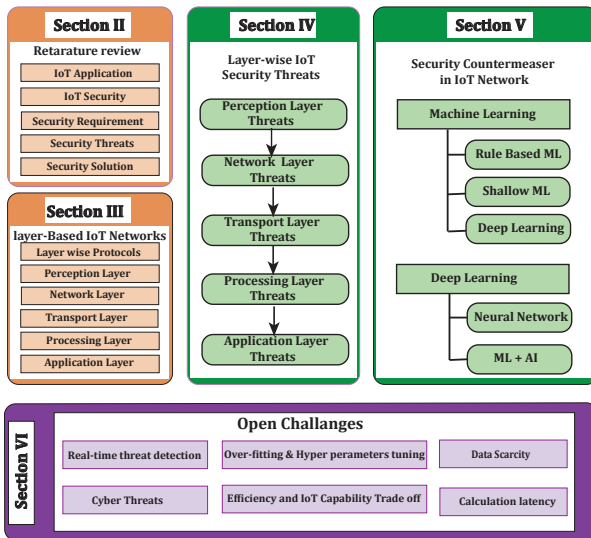 Section II
Retarature review
IoT Application
IoT Security
Security Requirement
Security Threats
Security Solution
Section III
layer-Based IoT Networks
Layer wise Protocols
Perception Layer
Network Layer
Transport Layer
Processing Layer
Application Layer
Section IV
Layer-wise IoT
Security Threats
Perception Layer
Threats
Network Layer
Threats
Transport Layer
Threats
Processing Layer
Threats
Application Layer
Threats
Section V
Security Countermeaser
in IoT Network
Machine Learning
Rule Based ML
Shallow ML
Deep Learning
Deep Learning
Neural Network
ML + AI
Section VI
Open Challanges
Real-time threat detection
Over-fitting & Hyper perameters tuning
Data Scarcity
Cyber Threats
Efficiency and IoT Capability Trade off
Calculation latency